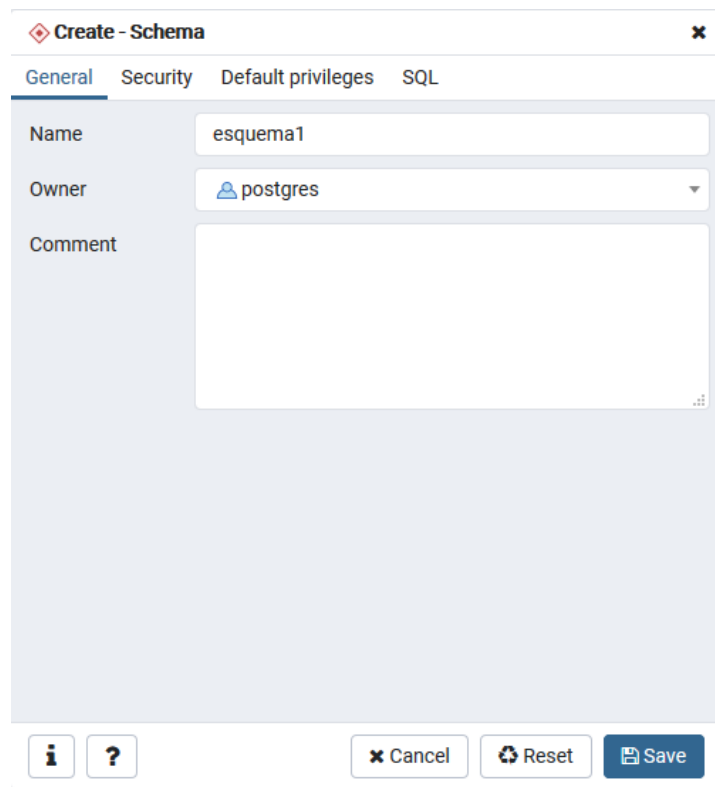 Create - Schema
General Security Default privileges SQL
Name esquema1
Owner postgres
Comment
i ? Cancel Reset Save